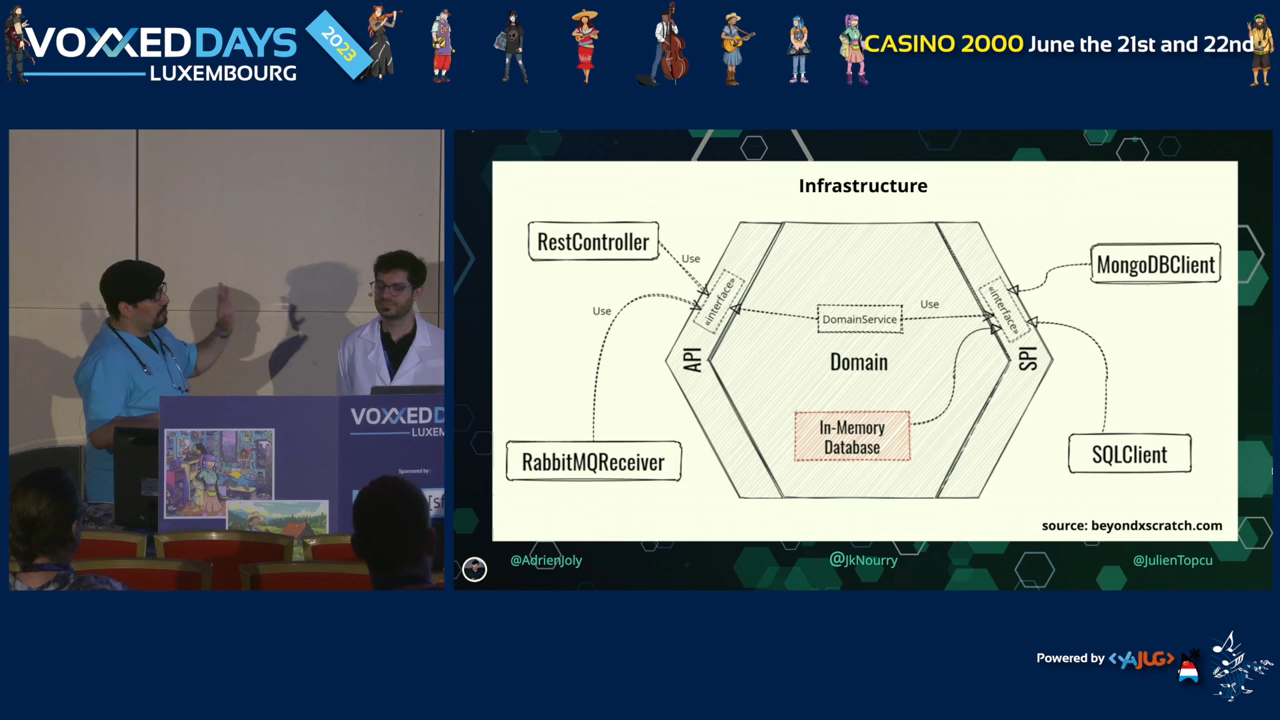 VOXXED DAYS
LUXEMBOURG
2023
CASINO 2000 June the 21st and 22nd
Infrastructure
RestController
Use
Use
«interface»
API
RabbitMQReceiver
DomainService
Use
Domain
In-Memory
Database
«interface»
SPI
MongoDBClient
SQLClient
source: beyondxscratch.com
@AdrienJoly
@JkNourry
@JulienTopcu
VOXXED D
LUXEM
Sponsored by
Powered by <YAJUG>